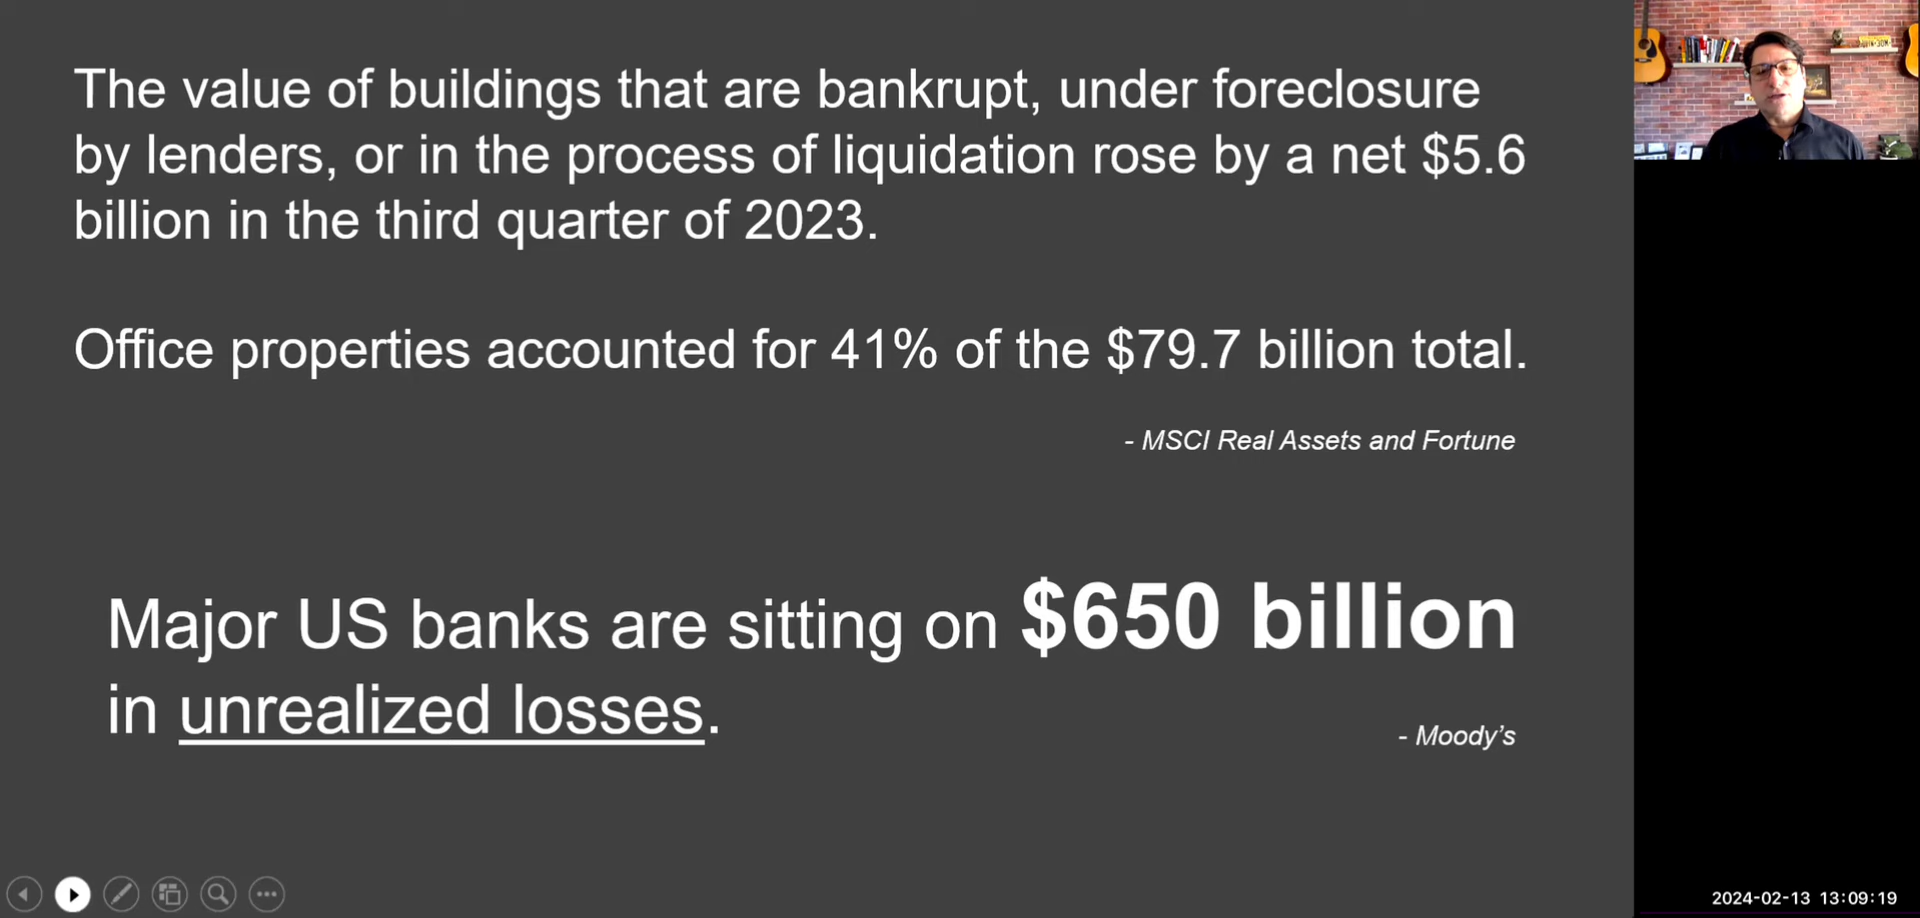 The value of buildings that are bankrupt, under foreclosure
by lenders, or in the process of liquidation rose by a net $5.6
billion in the third quarter of 2023.
Office properties accounted for 41% of the $79.7 billion total.
- MSCI Real Assets and Fortune
Major US banks are sitting on $650 billion
in unrealized losses.
- Moody’s
2024-02-13 13:09:19